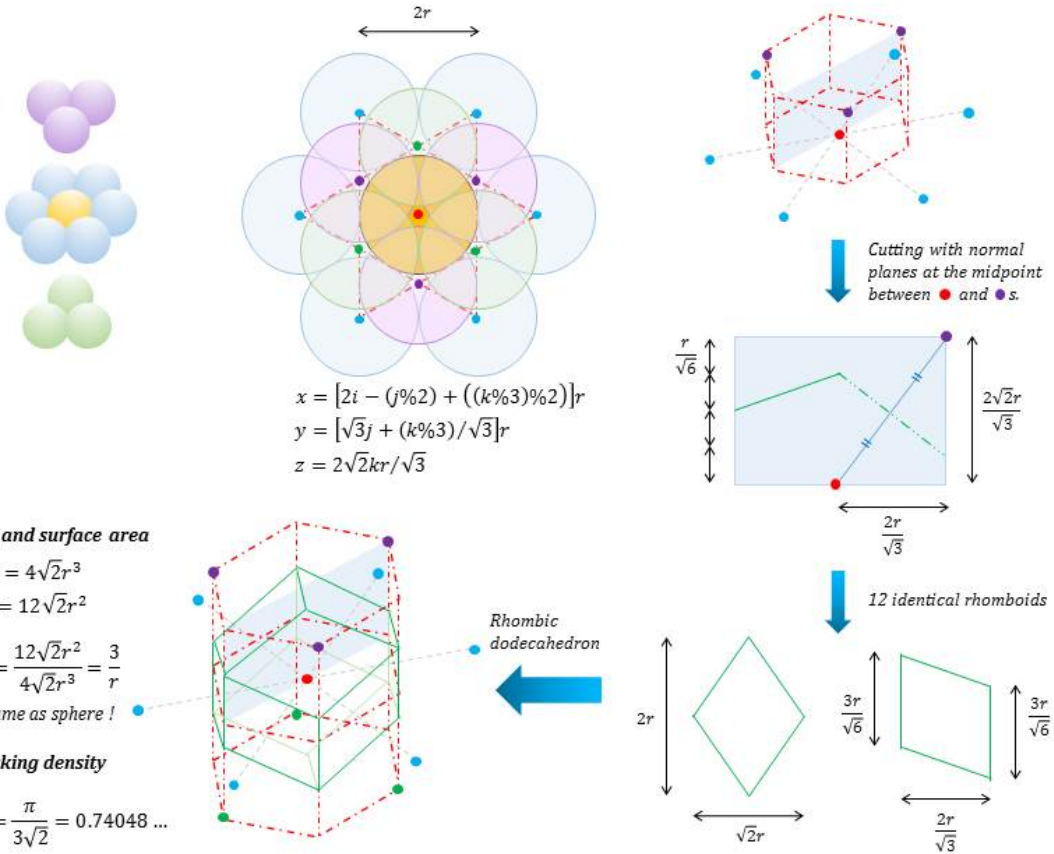 2r
x = [2i − (j%2) + ((k%3)%2)]r
y = [√3j + (k%3)/√3]r
z = 2√2kr/√3
Cutting with normal
planes at the midpoint
between ● and ● s.
r/√6
2√2r/√3
2r/√3
12 identical rhomboids
2r
√2r
3r/√6
3r/√6
2r/√3
Rhombic
dodecahedron
and surface area
= 4√2r³
= 12√2r²
= 12√2r²/4√2r³ = 3/r
as sphere !
density
= π/3√2 = 0.74048 ...